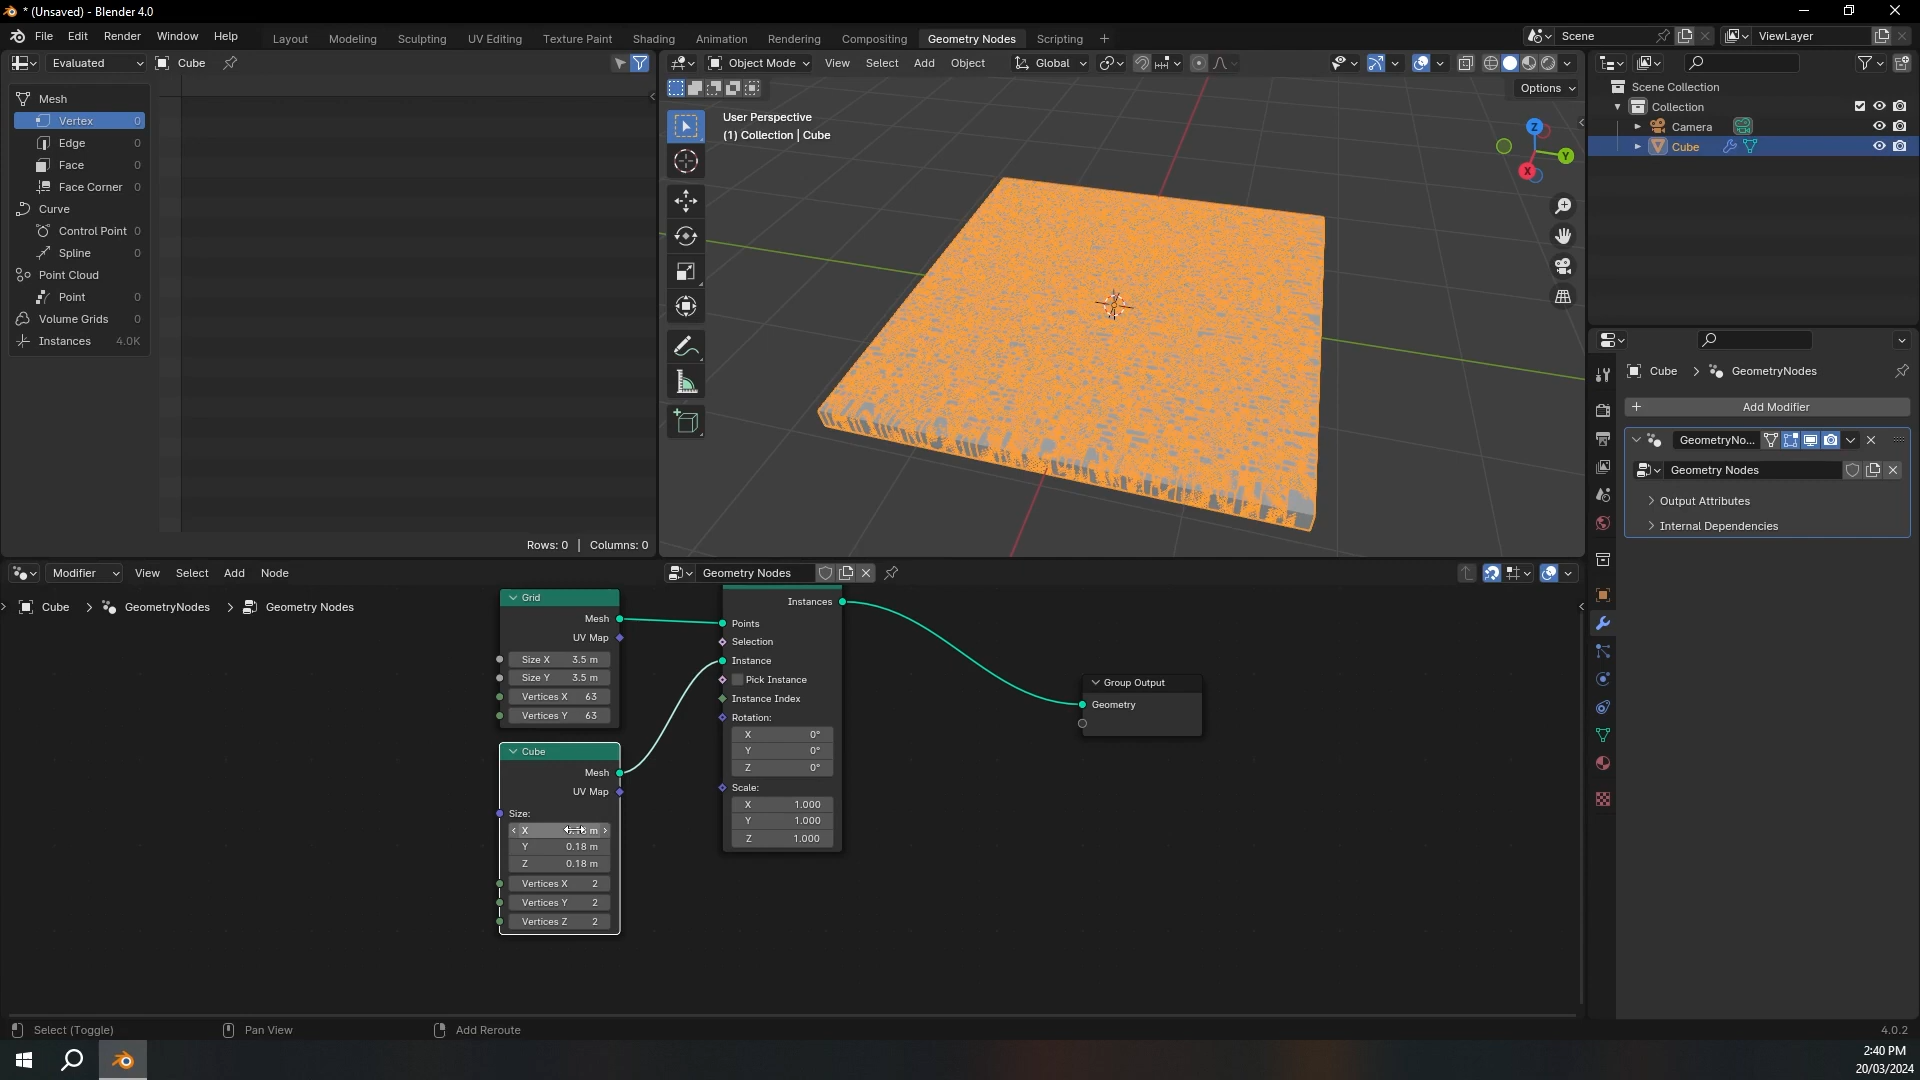 * (Unsaved) - Blender 4.0
File Edit Render Window Help
Layout Modeling Sculpting UV Editing Texture Paint Shading Animation Rendering Compositing Geometry Nodes Scripting +
Scene
ViewLayer
Evaluated
Cube
Object Mode View Select Add Object
Global
Options
Mesh
Vertex 0
Edge 0
Face 0
Face Corner 0
Curve
Control Point 0
Spline 0
Point Cloud
Point 0
Volume Grids 0
Instances 4.0K
Rows: 0 | Columns: 0
User Perspective
(1) Collection | Cube
Z
Y
X
Scene Collection
Collection
Camera
Cube
Cube > GeometryNodes
+ Add Modifier
GeometryNo...
Geometry Nodes
Output Attributes
Internal Dependencies
Modifier View Select Add Node
Geometry Nodes
Cube > GeometryNodes > Geometry Nodes
Grid
Mesh
UV Map
Size X 3.5 m
Size Y 3.5 m
Vertices X 63
Vertices Y 63
Cube
Mesh
UV Map
Size:
X m
Y 0.18 m
Z 0.18 m
Vertices X 2
Vertices Y 2
Vertices Z 2
Instances
Points
Selection
Instance
Pick Instance
Instance Index
Rotation:
X 0°
Y 0°
Z 0°
Scale:
X 1.000
Y 1.000
Z 1.000
Group Output
Geometry
Select (Toggle)
Pan View
Add Reroute
4.0.2
2:40 PM
20/03/2024